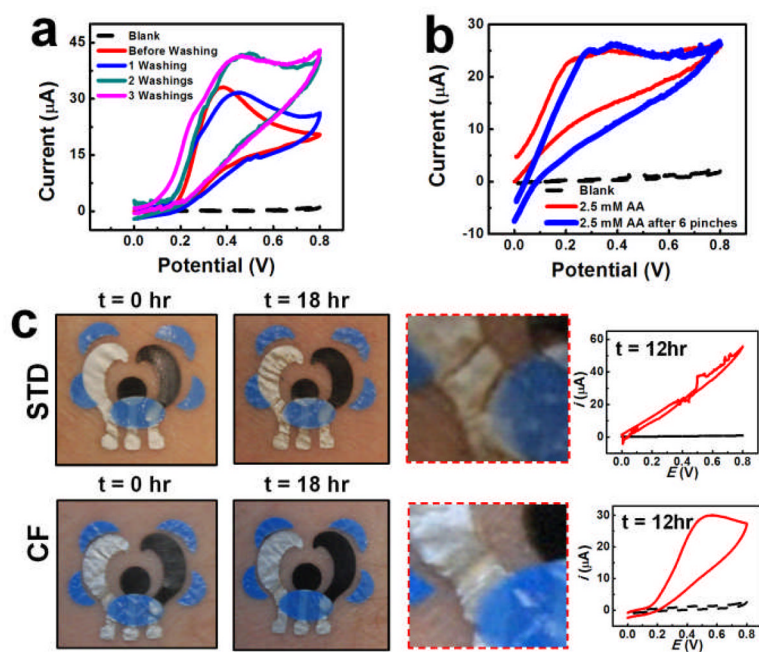 a
Current (µA)
45
30
15
0
Blank
Before Washing
1 Washing
2 Washings
3 Washings
0.0 0.2 0.4 0.6 0.8
Potential (V)
b
Current (µA)
30
20
10
0
-10
Blank
2.5 mM AA
2.5 mM AA after 6 pinches
0.0 0.2 0.4 0.6 0.8
Potential (V)
c
t = 0 hr
t = 18 hr
STD
t = 12hr
i (µA)
60
40
20
0
0.0 0.2 0.4 0.6 0.8
E (V)
t = 0 hr
t = 18 hr
CF
t = 12hr
i (µA)
30
20
10
0
0.0 0.2 0.4 0.6 0.8
E (V)